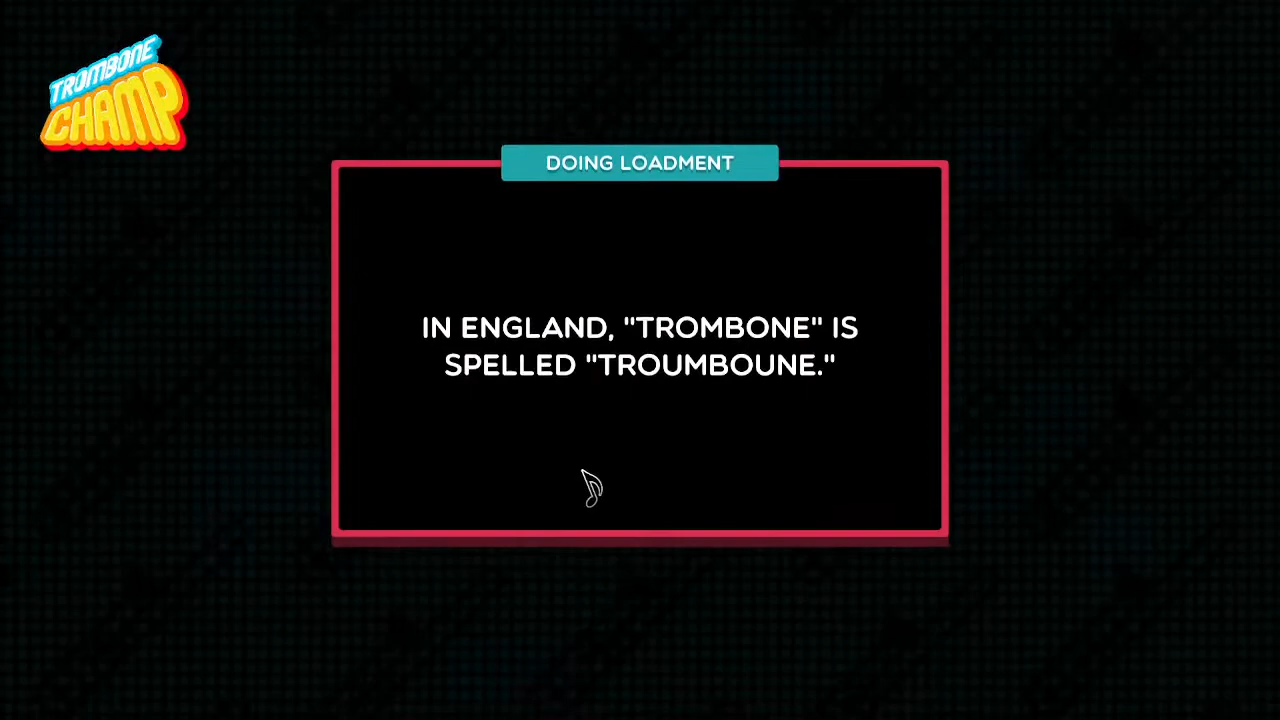 TROMBONE
CHAMP
DOING LOADMENT
IN ENGLAND, "TROMBONE" IS
SPELLED "TROUMBOUNE."